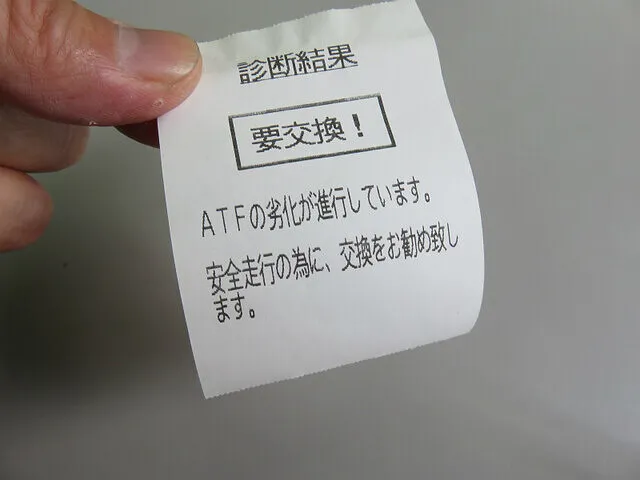 診断結果
要交換！
ATFの劣化が進行しています。
安全走行の為に、交換をお勧め致し
ます。